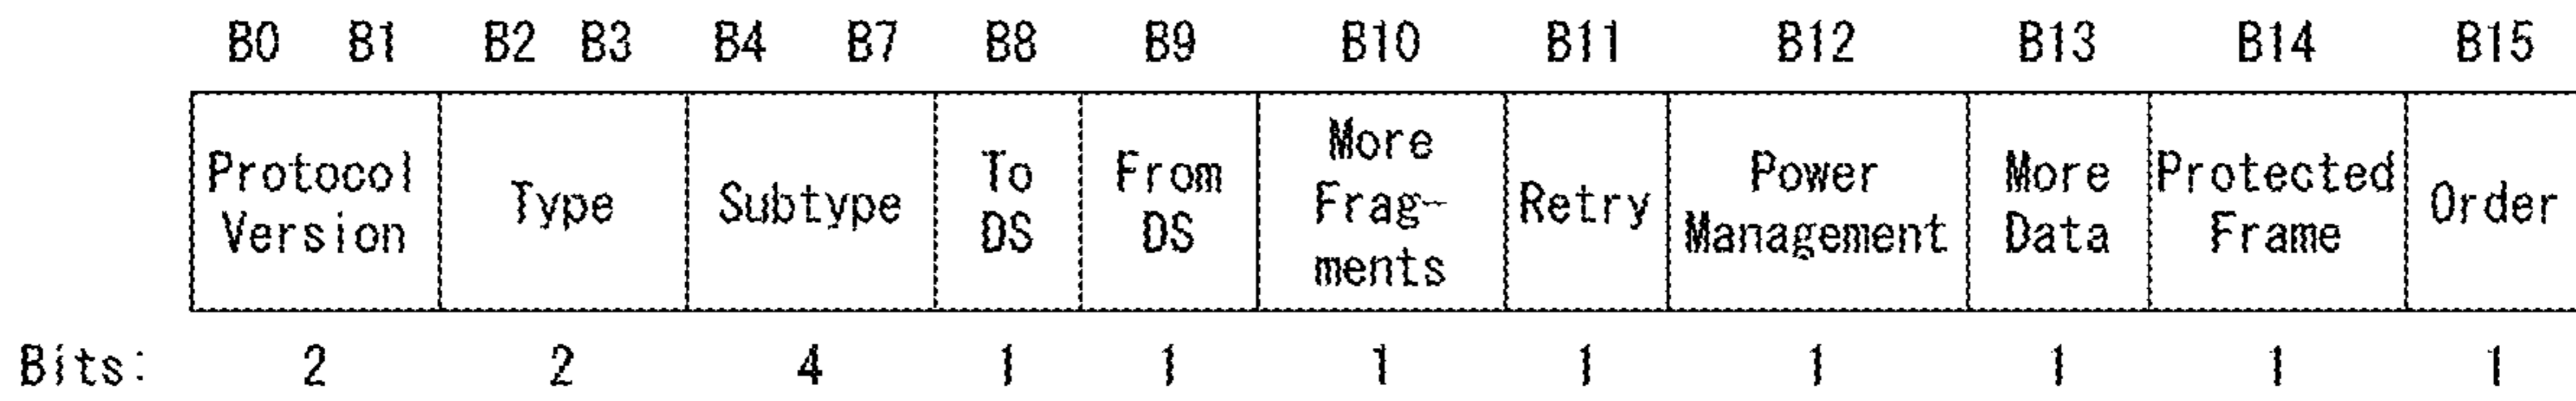 B0 B1 B2 B3 B4 B7 B8 B9 B10 B11 B12 B13 B14 B15
Protocol
Version
Type
Subtype
To
DS
From
DS
More
Frag-
ments
Retry
Power
Management
More
Data
Protected
Frame
Order
Bits: 2 2 4 1 1 1 1 1 1 1 1